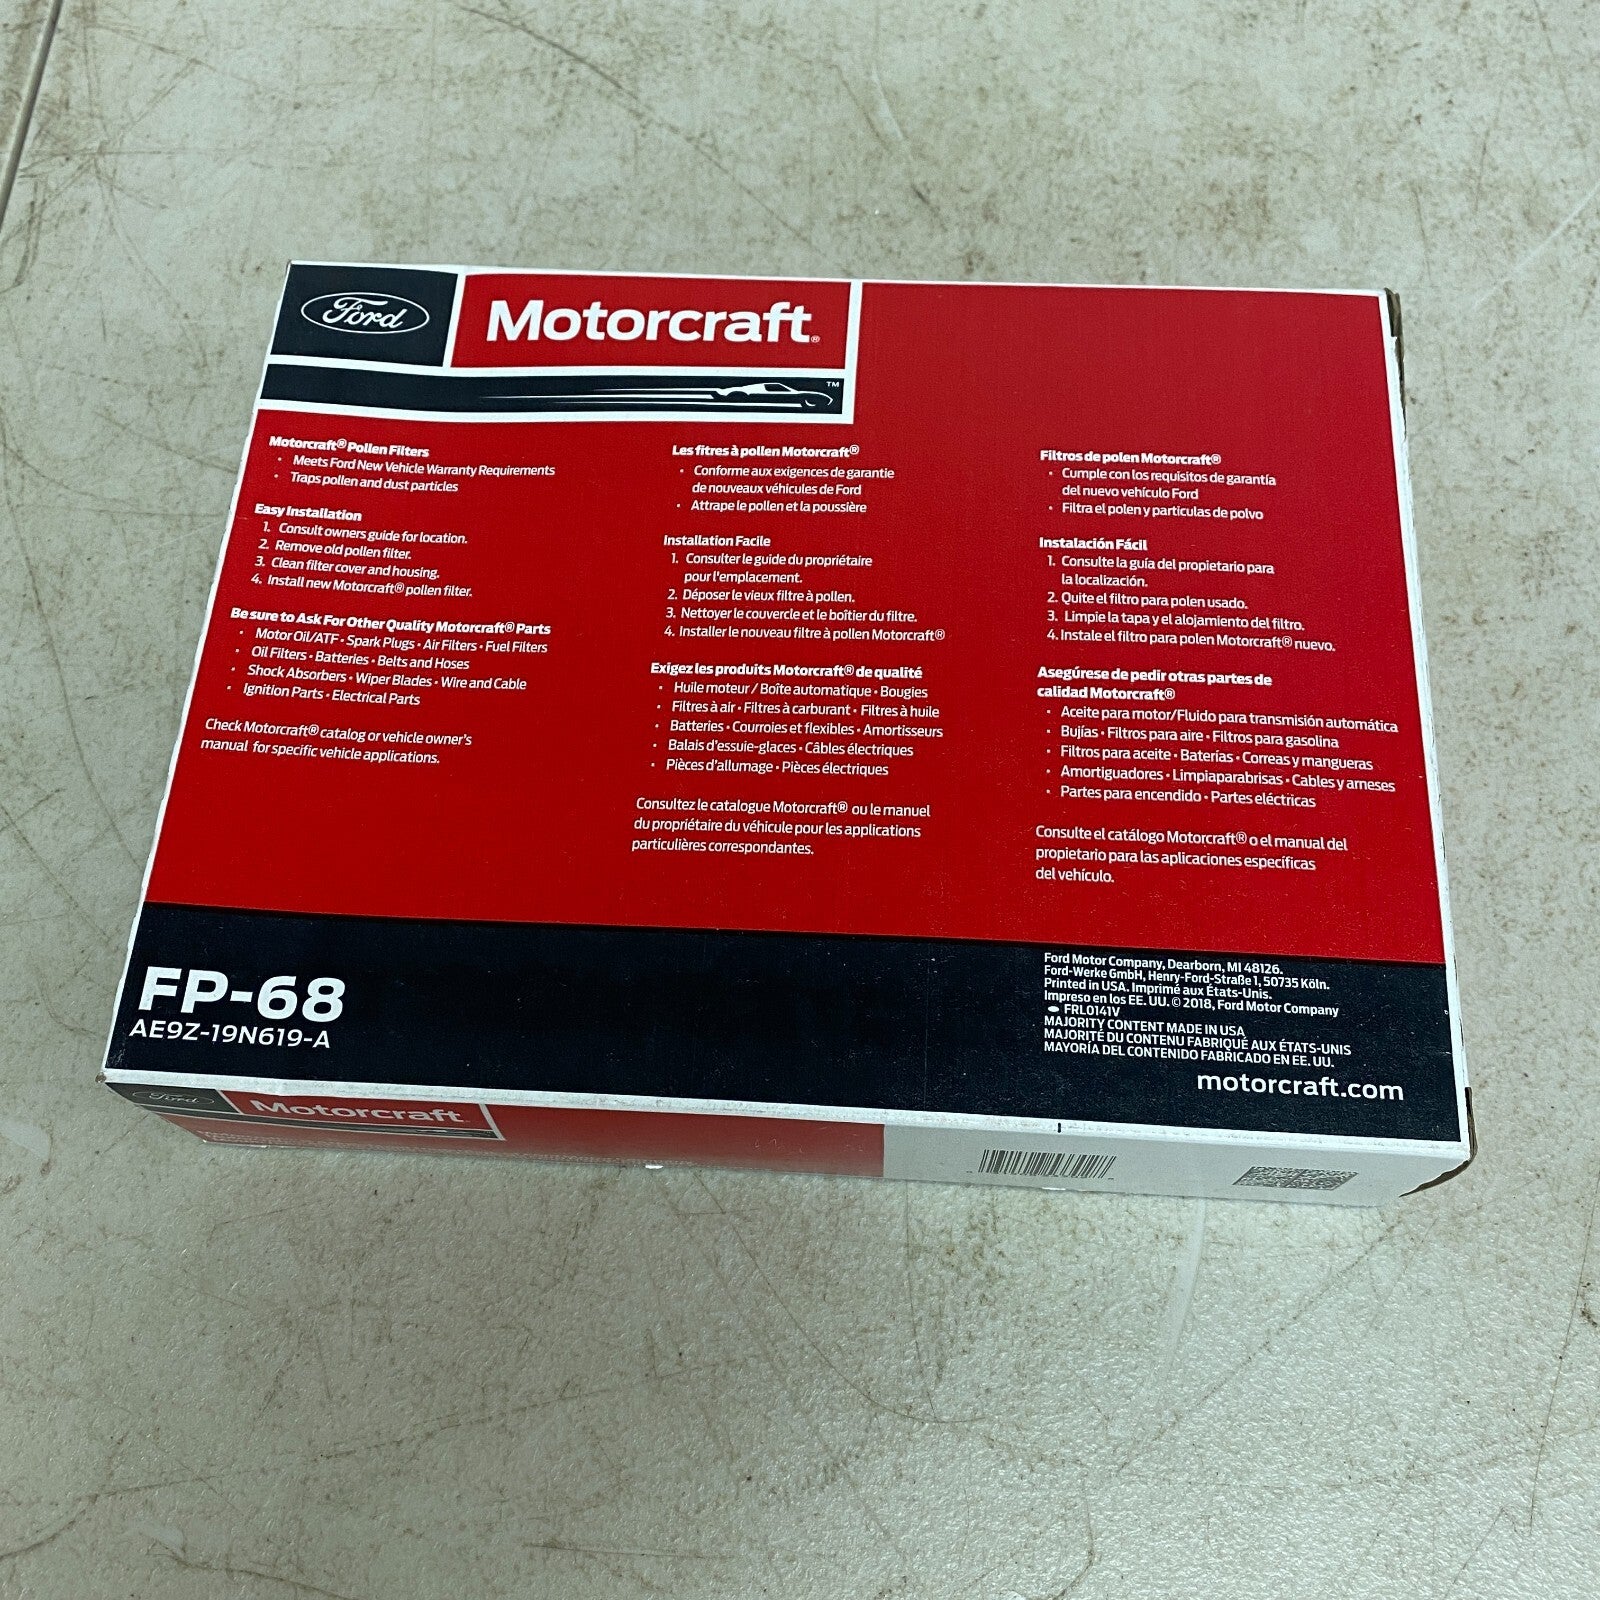 Ford
Motorcraft®
™
Motorcraft® Pollen Filters
• Meets Ford New Vehicle Warranty Requirements
• Traps pollen and dust particles
Easy Installation
1. Consult owners guide for location.
2. Remove old pollen filter.
3. Clean filter cover and housing.
4. Install new Motorcraft® pollen filter.
Be sure to Ask For Other Quality Motorcraft® Parts
• Motor Oil/ATF • Spark Plugs • Air Filters • Fuel Filters
• Oil Filters • Batteries • Belts and Hoses
• Shock Absorbers • Wiper Blades • Wire and Cable
• Ignition Parts • Electrical Parts
Check Motorcraft® catalog or vehicle owner's
manual for specific vehicle applications.
Les fitres à pollen Motorcraft®
• Conforme aux exigences de garantie
de nouveaux véhicules de Ford
• Attrape le pollen et la poussière
Installation Facile
1. Consulter le guide du propriétaire
pour l'emplacement.
2. Déposer le vieux filtre à pollen.
3. Nettoyer le couvercle et le boîtier du filtre.
4. Installer le nouveau filtre à pollen Motorcraft®
Exigez les produits Motorcraft® de qualité
• Huile moteur / Boîte automatique • Bougies
• Filtres à air • Filtres à carburant • Filtres à huile
• Batteries • Courroies et flexibles • Amortisseurs
• Balais d'essuie-glaces • Câbles électriques
• Pièces d'allumage • Pièces électriques
Consultez le catalogue Motorcraft® ou le manuel
du propriétaire du véhicule pour les applications
particulières correspondantes.
Filtros de polen Motorcraft®
• Cumple con los requisitos de garantía
del nuevo vehículo Ford
• Filtra el polen y particulas de polvo
Instalación Fácil
1. Consulte la guía del propietario para
la localización.
2. Quite el filtro para polen usado.
3. Limpie la tapa y el alojamiento del filtro.
4. Instale el filtro para polen Motorcraft® nuevo.
Asegúrese de pedir otras partes de
calidad Motorcraft®
• Aceite para motor/Fluido para transmisión automática
• Bujías • Filtros para aire • Filtros para gasolina
• Filtros para aceite • Baterías • Correas y mangueras
• Amortiguadores • Limpiaparabrisas • Cables y arneses
• Partes para encendido • Partes eléctricas
Consulte el catálogo Motorcraft® o el manual del
propietario para las aplicaciones específicas
del vehículo.
FP-68
AE9Z-19N619-A
Ford Motor Company, Dearborn, MI 48126.
Ford-Werke GmbH, Henry-Ford-Straße 1, 50735 Köln.
Printed in USA. Imprimé aux États-Unis.
Impreso en los EE. UU. © 2018, Ford Motor Company
FRL0141V
MAJORITY CONTENT MADE IN USA
MAJORITÉ DU CONTENU FABRIQUÉ AUX ÉTATS-UNIS
MAYORÍA DEL CONTENIDO FABRICADO EN EE. UU.
motorcraft.com
Ford
Motorcraft